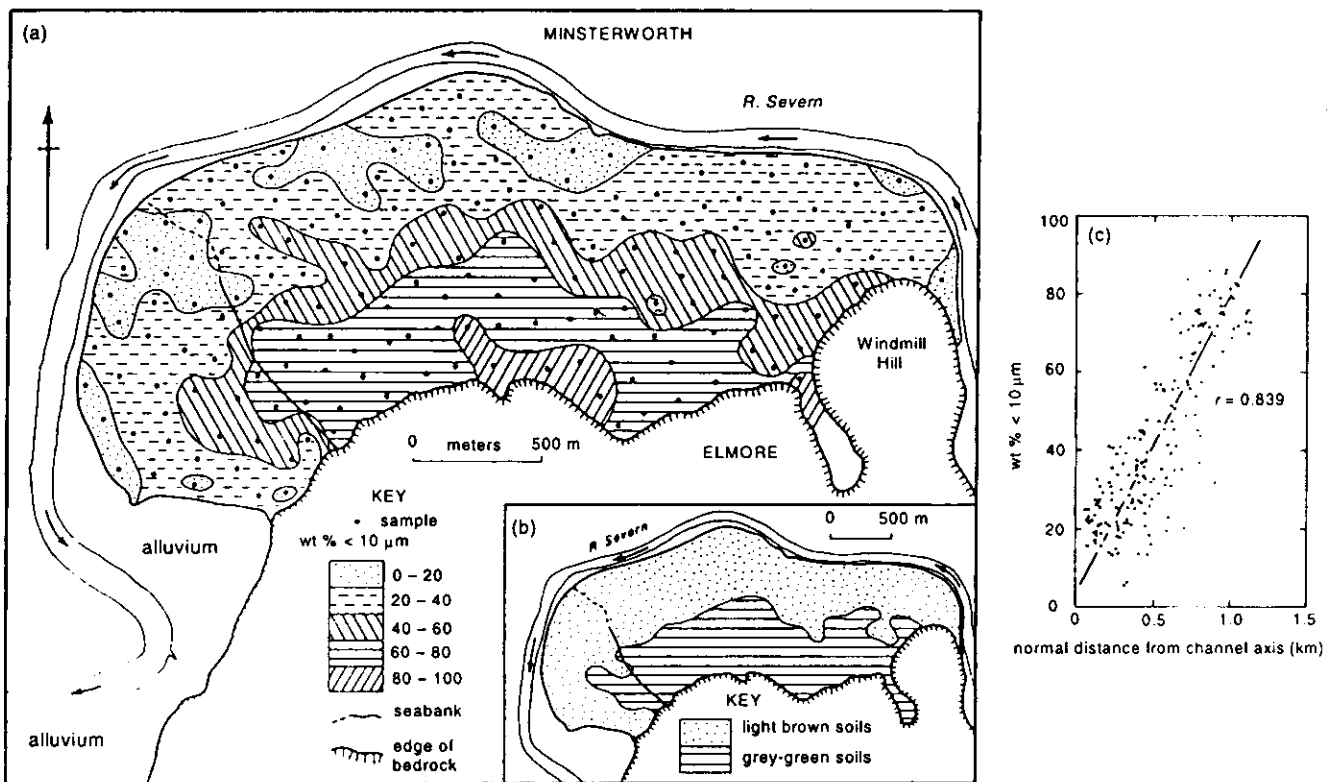 (a)
MINSTERWORTH
R. Severn
Windmill
Hill
0 meters 500 m
ELMORE
KEY
sample
wt % < 10 µm
0 – 20
20 – 40
40 – 60
60 – 80
80 – 100
seabank
edge of
bedrock
alluvium
alluvium
(b)
0 500 m
R Severn
KEY
light brown soils
grey-green soils
(c)
100
80
60
40
20
0
wt % < 10 µm
r = 0.839
0 0.5 1.0 1.5
normal distance from channel axis (km)